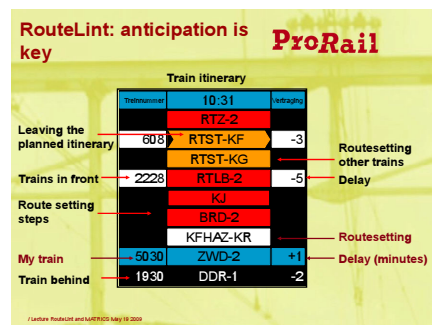 RouteLint: anticipation is
key
ProRail
Train itinerary
Treinnummer 10:31 Vertraging
RTZ-2
Leaving the
planned itinerary
608 RTST-KF -3
RTST-KG
Routesetting
other trains
Trains in front
2228 RTLB-2 -5
Delay
Route setting
steps
KJ
BRD-2
KFHAZ-KR
Routesetting
My train
5030 ZWD-2 +1
Delay (minutes)
Train behind
1930 DDR-1 -2
/ Lecture RouteLint and MATRICS May 19 2009